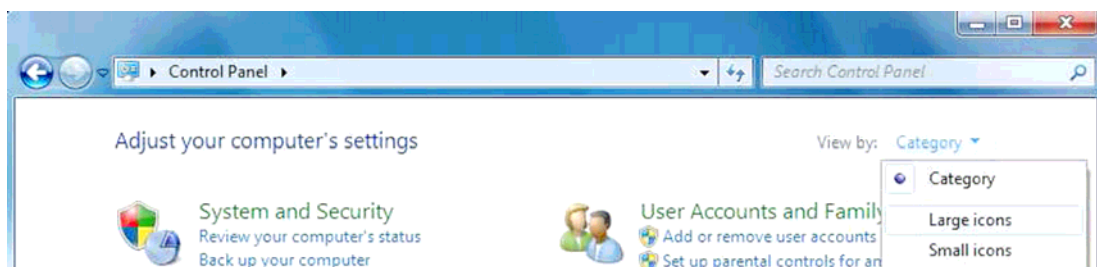 Control Panel
Search Control Panel
Adjust your computer's settings
View by: Category
Category
Large icons
Small icons
System and Security
Review your computer's status
Back up your computer
User Accounts and Family
Add or remove user accounts
Set up parental controls for an